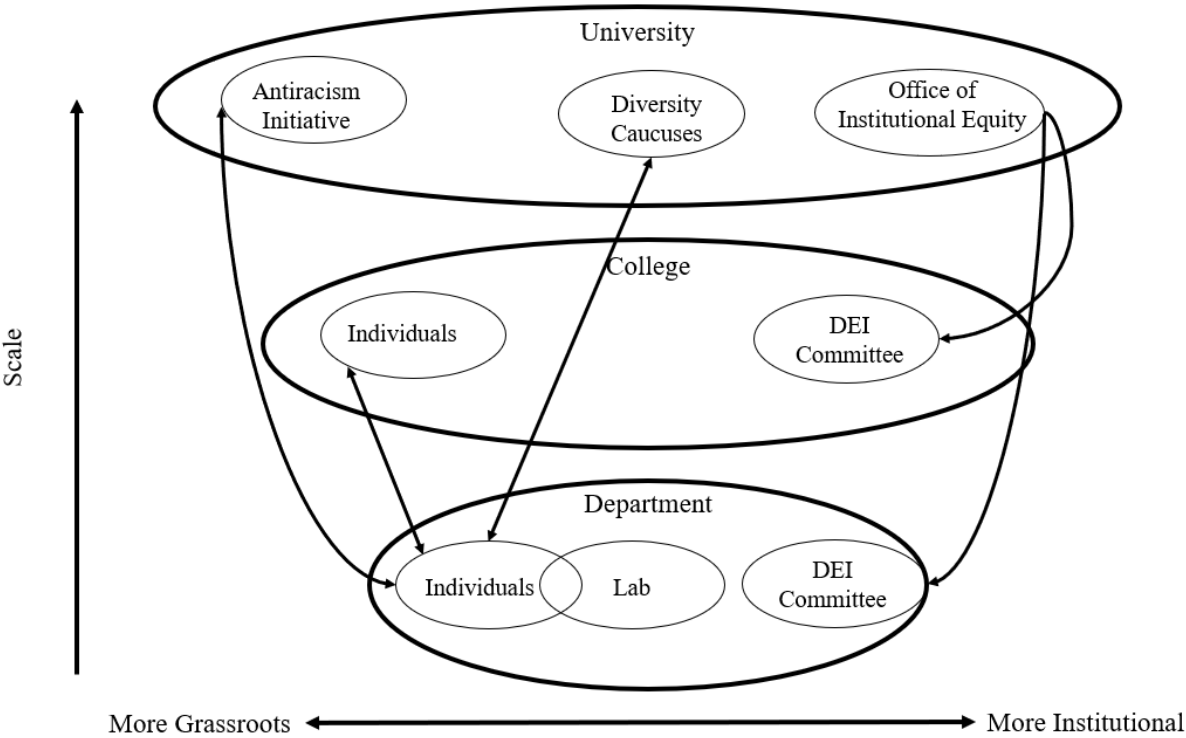 University
Antiracism
Initiative
Diversity
Caucuses
Office of
Institutional Equity
College
Individuals
DEI
Committee
Scale
Department
Individuals
Lab
DEI
Committee
More Grassroots
More Institutional